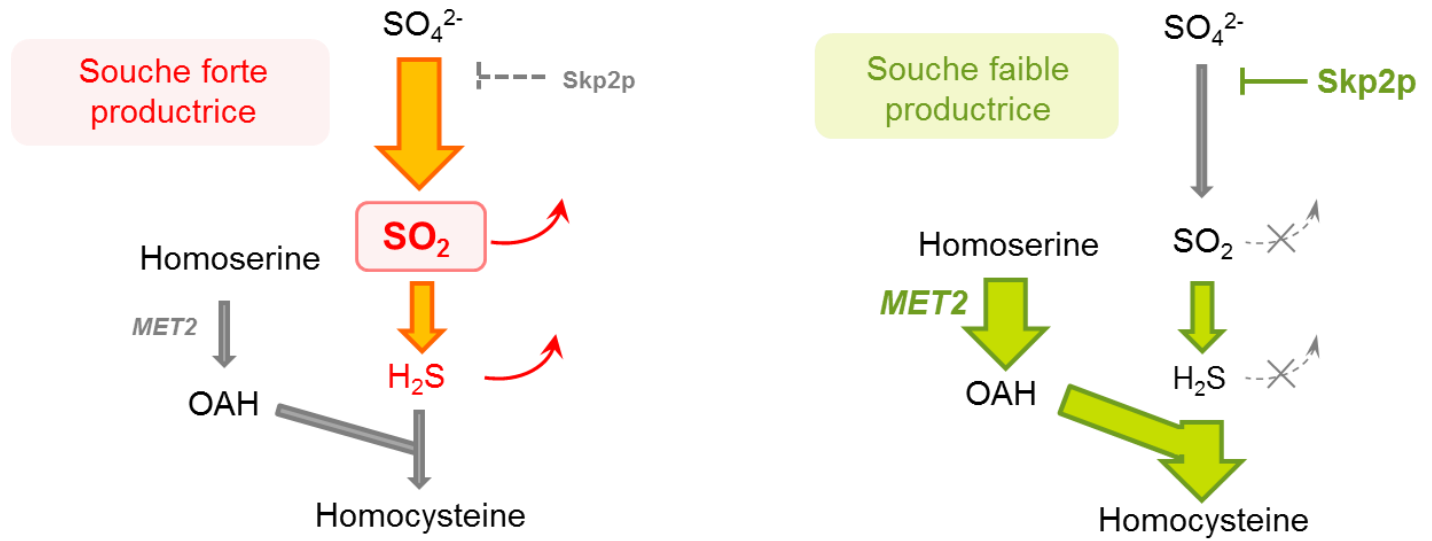 SO₄²⁻
Souche forte
productrice
Skp2p
SO₂
Homoserine
MET2
H₂S
OAH
Homocysteine
SO₄²⁻
Souche faible
productrice
Skp2p
Homoserine
SO₂
MET2
H₂S
OAH
Homocysteine